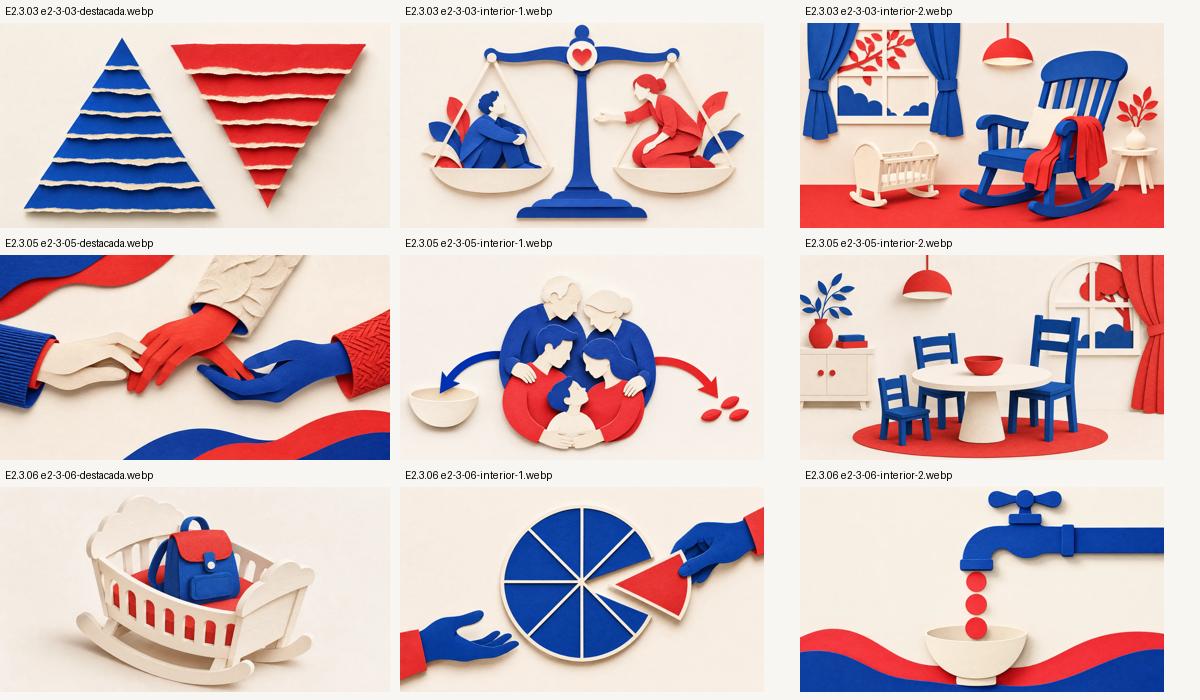 E2.3.03 e2-3-03-destacada.webp
E2.3.03 e2-3-03-interior-1.webp
E2.3.03 e2-3-03-interior-2.webp
E2.3.05 e2-3-05-destacada.webp
E2.3.05 e2-3-05-interior-1.webp
E2.3.05 e2-3-05-interior-2.webp
E2.3.06 e2-3-06-destacada.webp
E2.3.06 e2-3-06-interior-1.webp
E2.3.06 e2-3-06-interior-2.webp